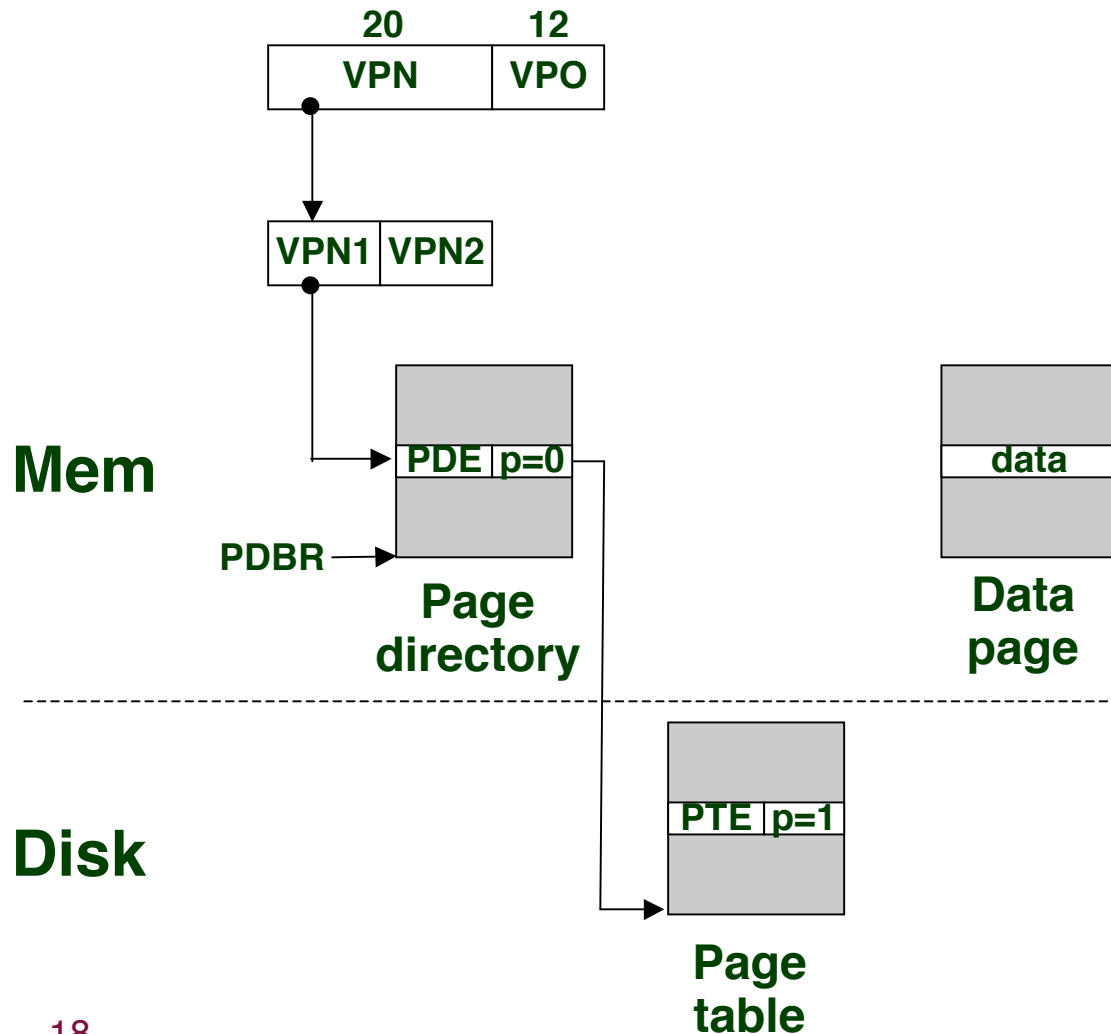 20 12
VPN VPO
VPN1 VPN2
Mem
PDE p=0
data
PDBR
Page
directory
Data
page
Disk
PTE p=1
Page
table
18